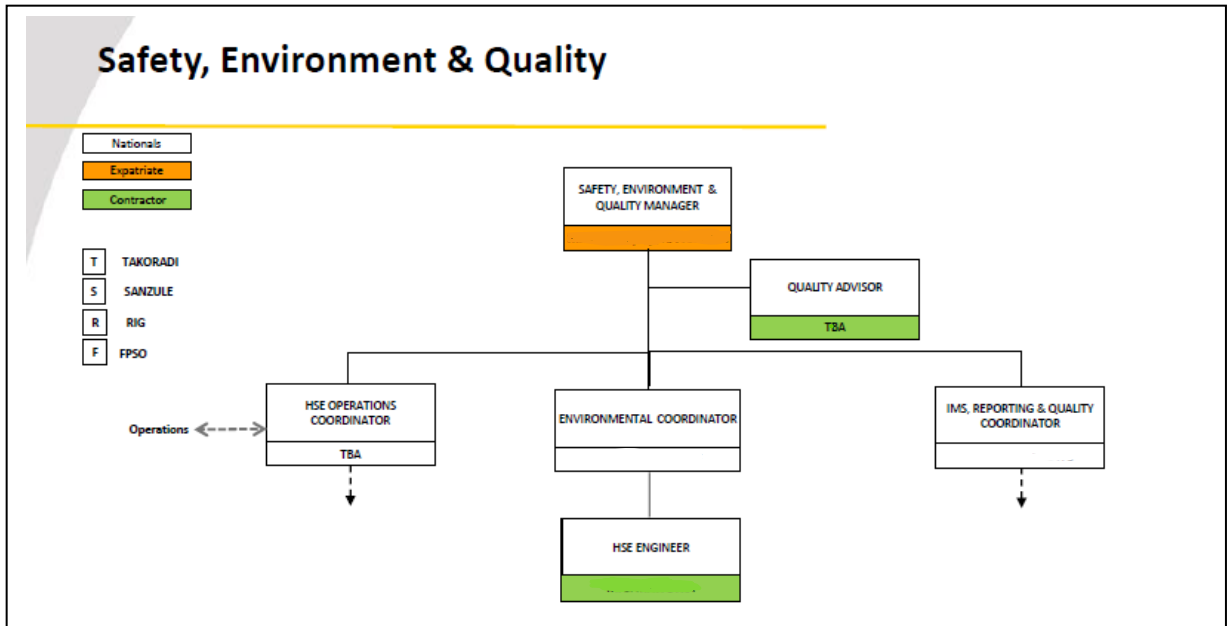 Safety, Environment & Quality
Nationals
Expatriate
Contractor
T TAKORADI
S SANZULE
R RIG
F FPSO
SAFETY, ENVIRONMENT &
QUALITY MANAGER
QUALITY ADVISOR
TBA
HSE OPERATIONS
COORDINATOR
TBA
Operations
ENVIRONMENTAL COORDINATOR
IMS, REPORTING & QUALITY
COORDINATOR
HSE ENGINEER